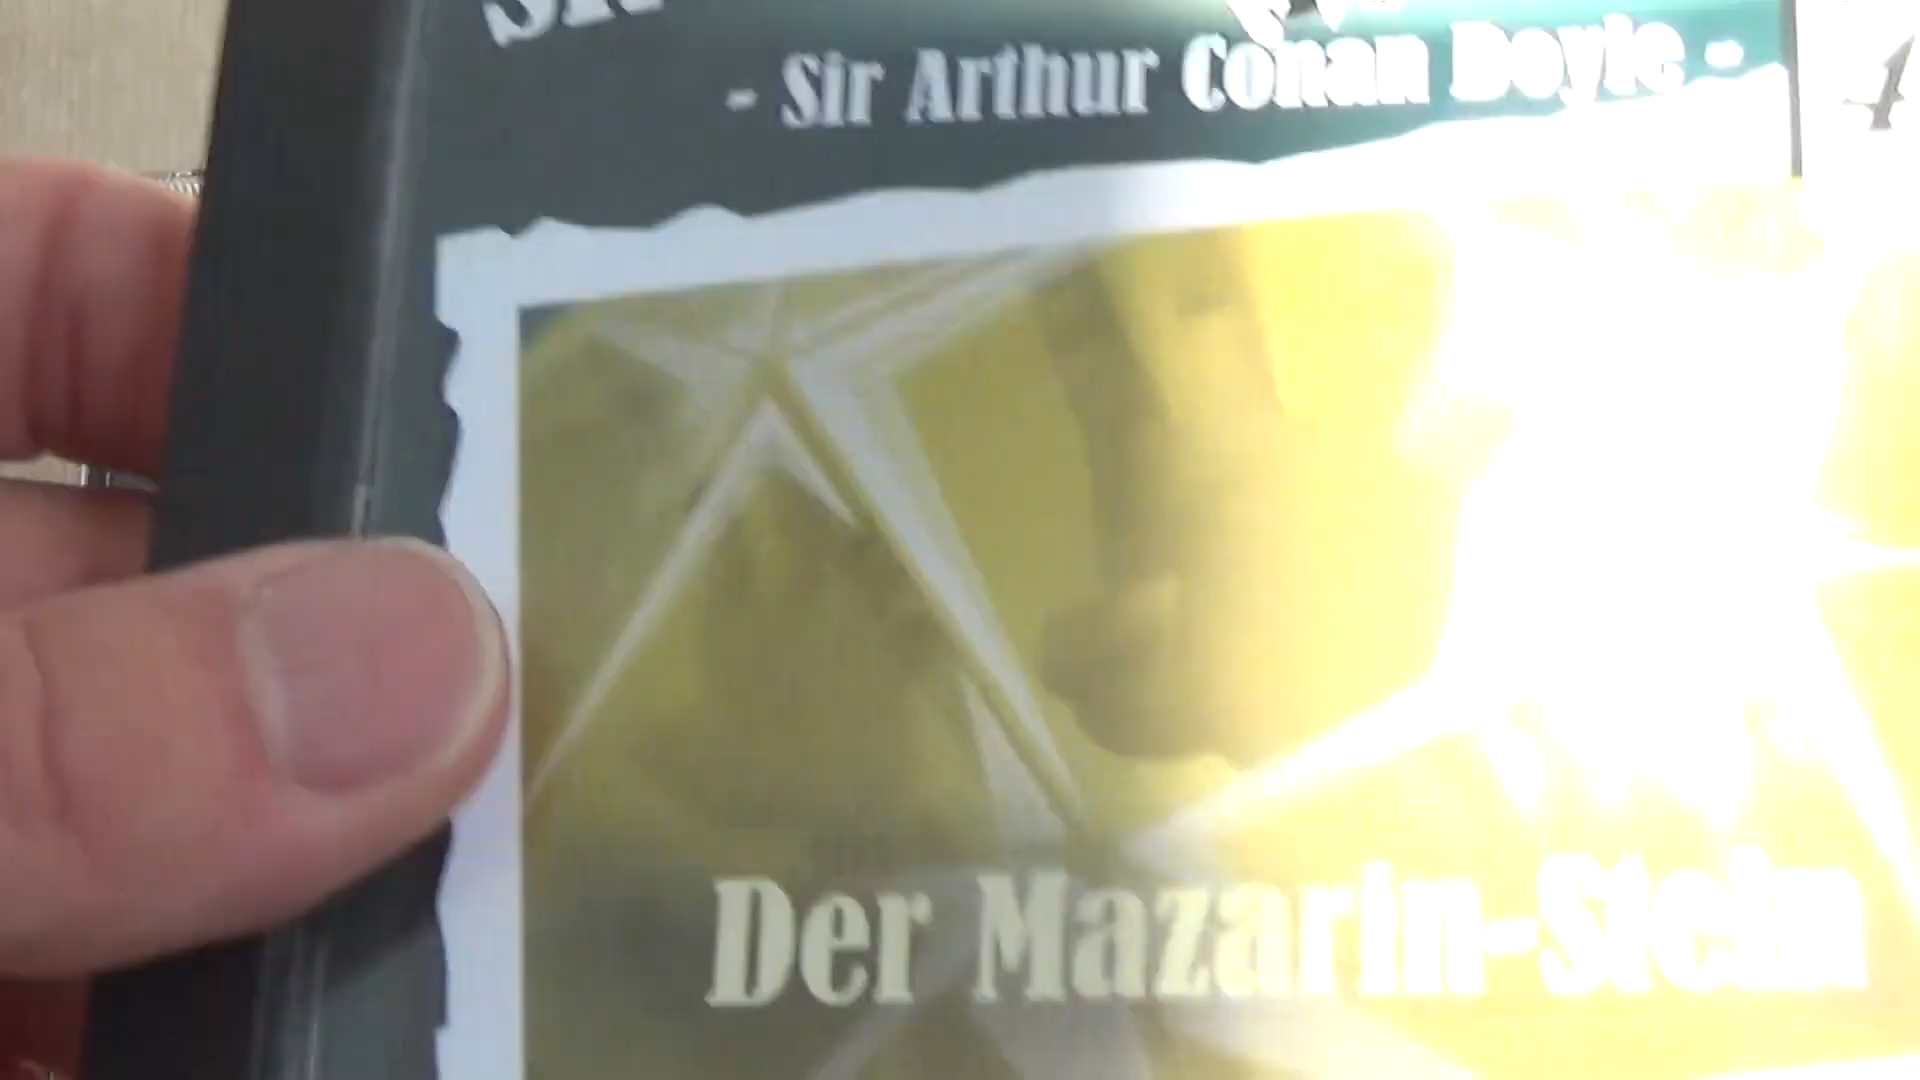 - Sir Arthur Conan Doyle -
Der Mazarin-Stein